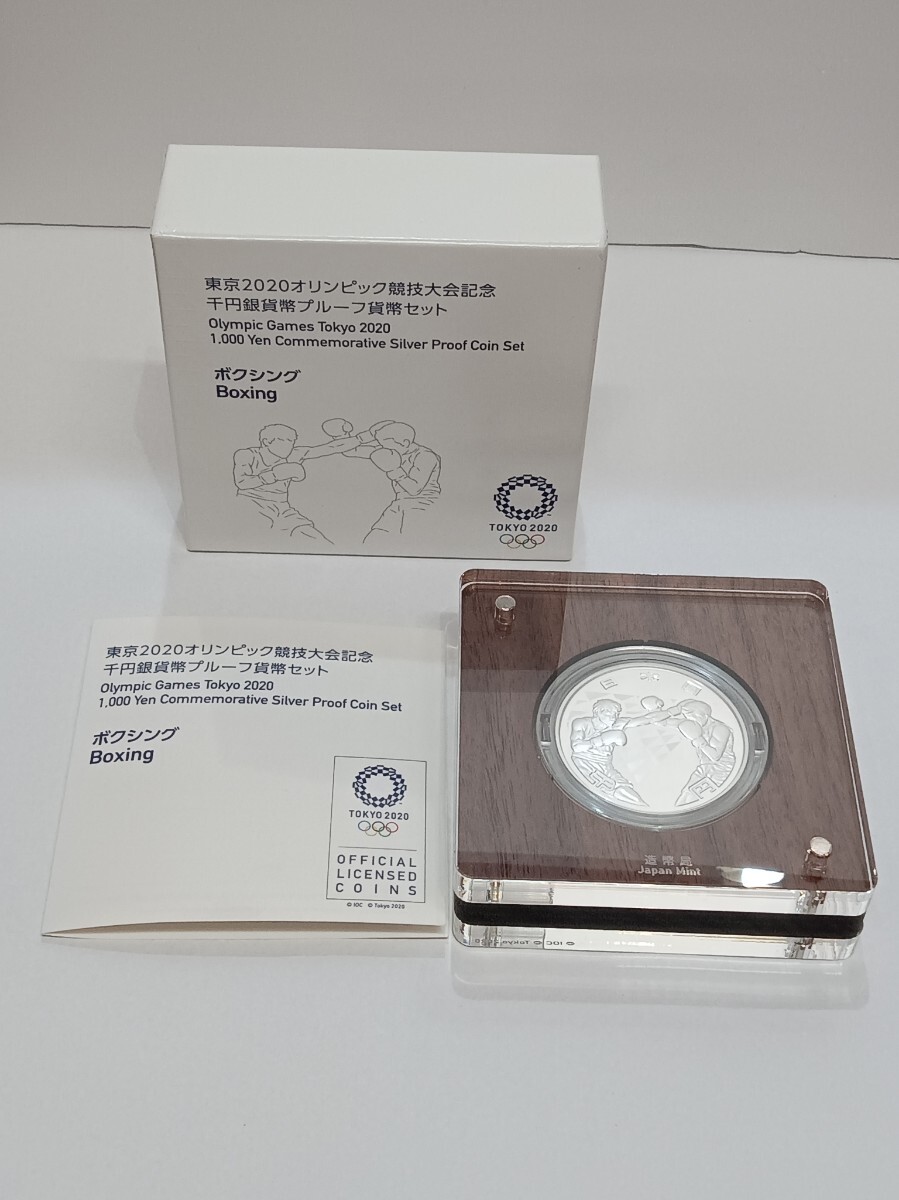 東京2020オリンピック競技大会記念
千円銀貨幣プルーフ貨幣セット
Olympic Games Tokyo 2020
1,000 Yen Commemorative Silver Proof Coin Set
ボクシング
Boxing
TOKYO 2020
東京2020オリンピック競技大会記念
千円銀貨幣プルーフ貨幣セット
Olympic Games Tokyo 2020
1,000 Yen Commemorative Silver Proof Coin Set
ボクシング
Boxing
TOKYO 2020
OFFICIAL
LICENSED
COINS
© IOC © Tokyo 2020
日本国
千円
造幣局
Japan Mint